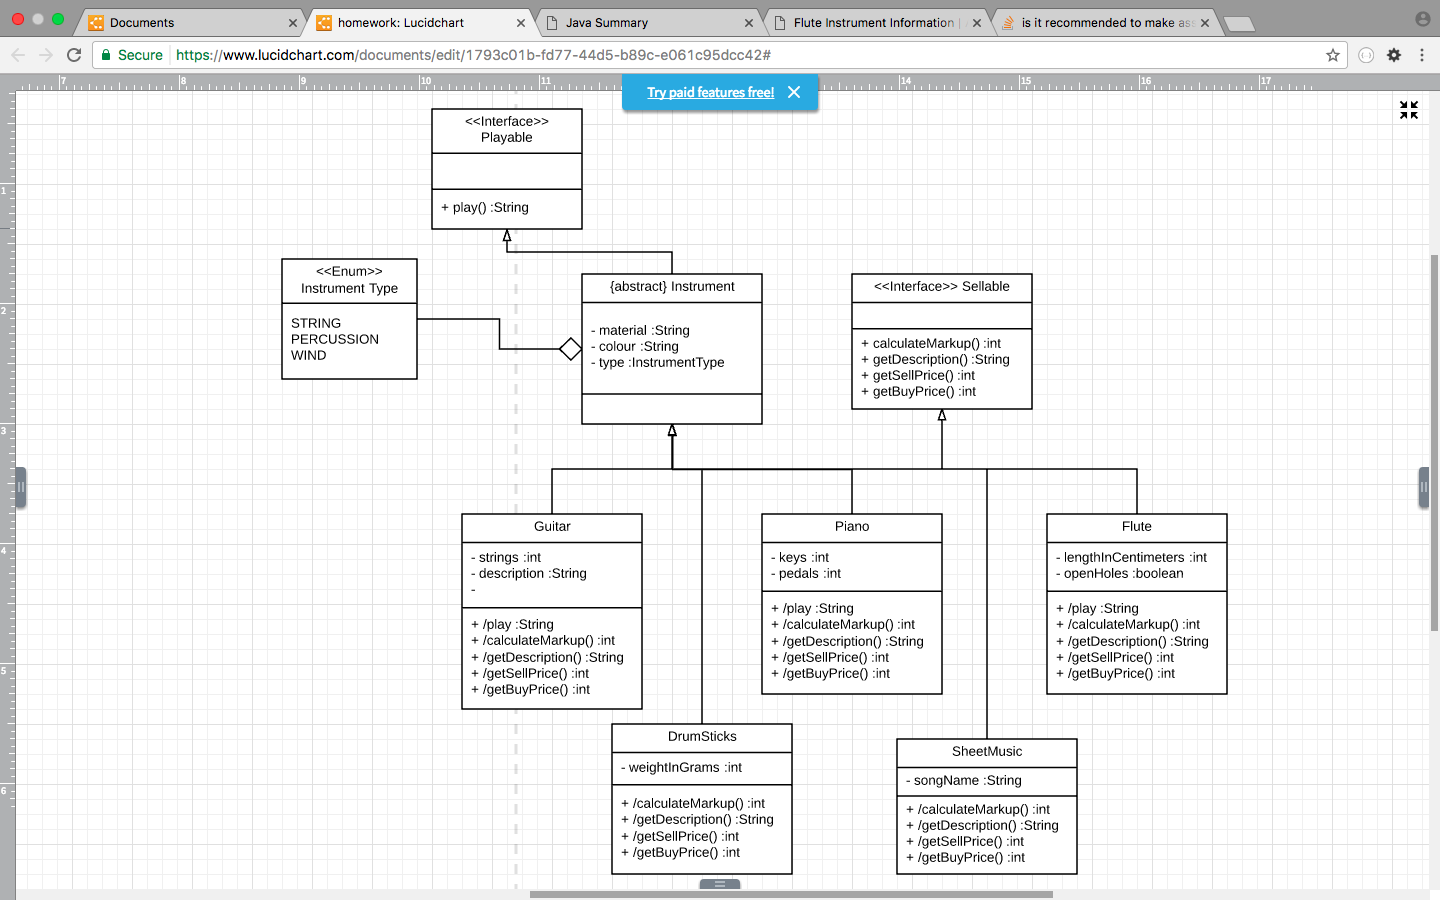 Documents
homework: Lucidchart
Java Summary
Flute Instrument Information |
is it recommended to make as
Secure
https://www.lucidchart.com/documents/edit/1793c01b-fd77-44d5-b89c-e061c95dcc42#
7 8 9 10 11 14 15 16 17
Try paid features free!
1
2
3
4
5
6
<<Interface>>
Playable
+ play() :String
<<Enum>>
Instrument Type
STRING
PERCUSSION
WIND
{abstract} Instrument
- material :String
- colour :String
- type :InstrumentType
<<Interface>> Sellable
+ calculateMarkup() :int
+ getDescription() :String
+ getSellPrice() :int
+ getBuyPrice() :int
Guitar
- strings :int
- description :String
-
+ /play :String
+ /calculateMarkup() :int
+ /getDescription() :String
+ /getSellPrice() :int
+ /getBuyPrice() :int
Piano
- keys :int
- pedals :int
+ /play :String
+ /calculateMarkup() :int
+ /getDescription() :String
+ /getSellPrice() :int
+ /getBuyPrice() :int
Flute
- lengthInCentimeters :int
- openHoles :boolean
+ /play :String
+ /calculateMarkup() :int
+ /getDescription() :String
+ /getSellPrice() :int
+ /getBuyPrice() :int
DrumSticks
- weightInGrams :int
+ /calculateMarkup() :int
+ /getDescription() :String
+ /getSellPrice() :int
+ /getBuyPrice() :int
SheetMusic
- songName :String
+ /calculateMarkup() :int
+ /getDescription() :String
+ /getSellPrice() :int
+ /getBuyPrice() :int